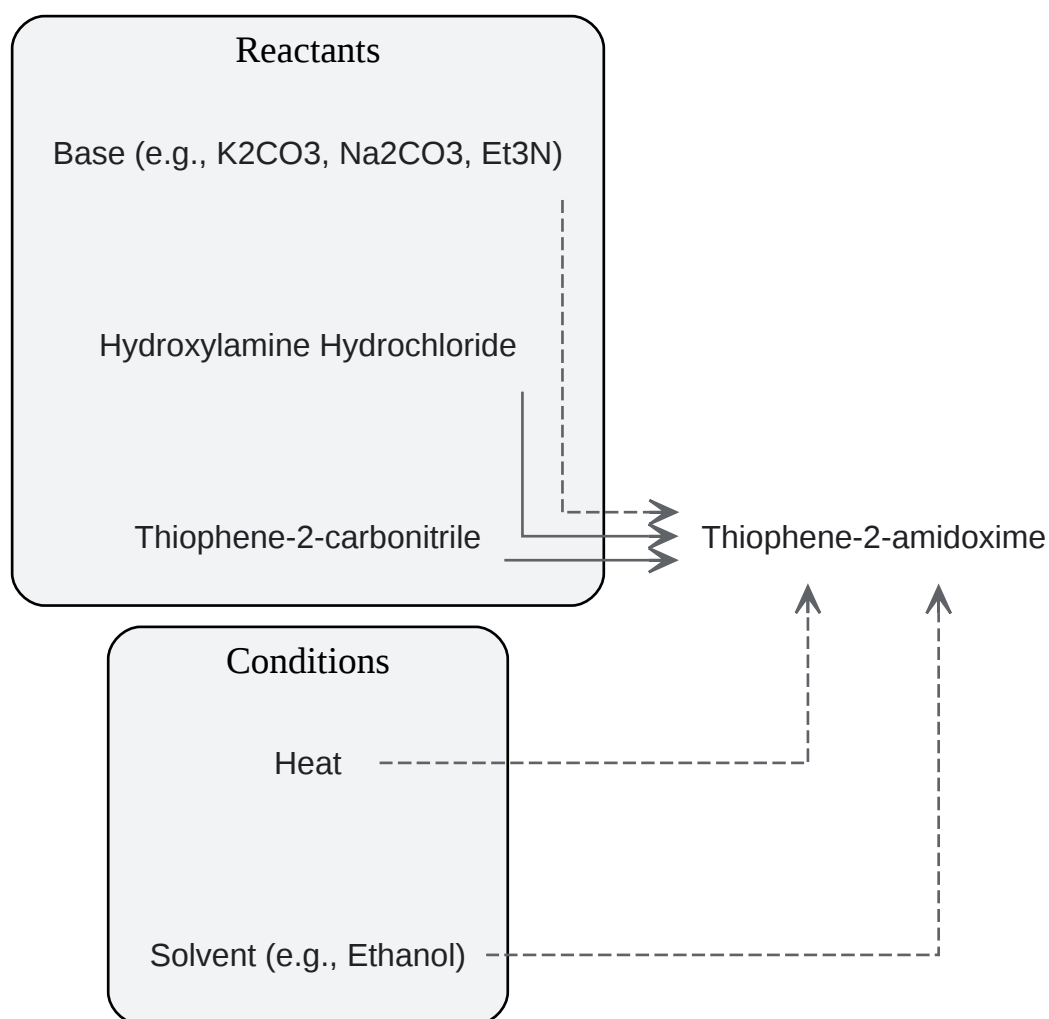 Reactants
Base (e.g., K2CO3, Na2CO3, Et3N)
Hydroxylamine Hydrochloride
Thiophene-2-carbonitrile
Thiophene-2-amidoxime
Conditions
Heat
Solvent (e.g., Ethanol)